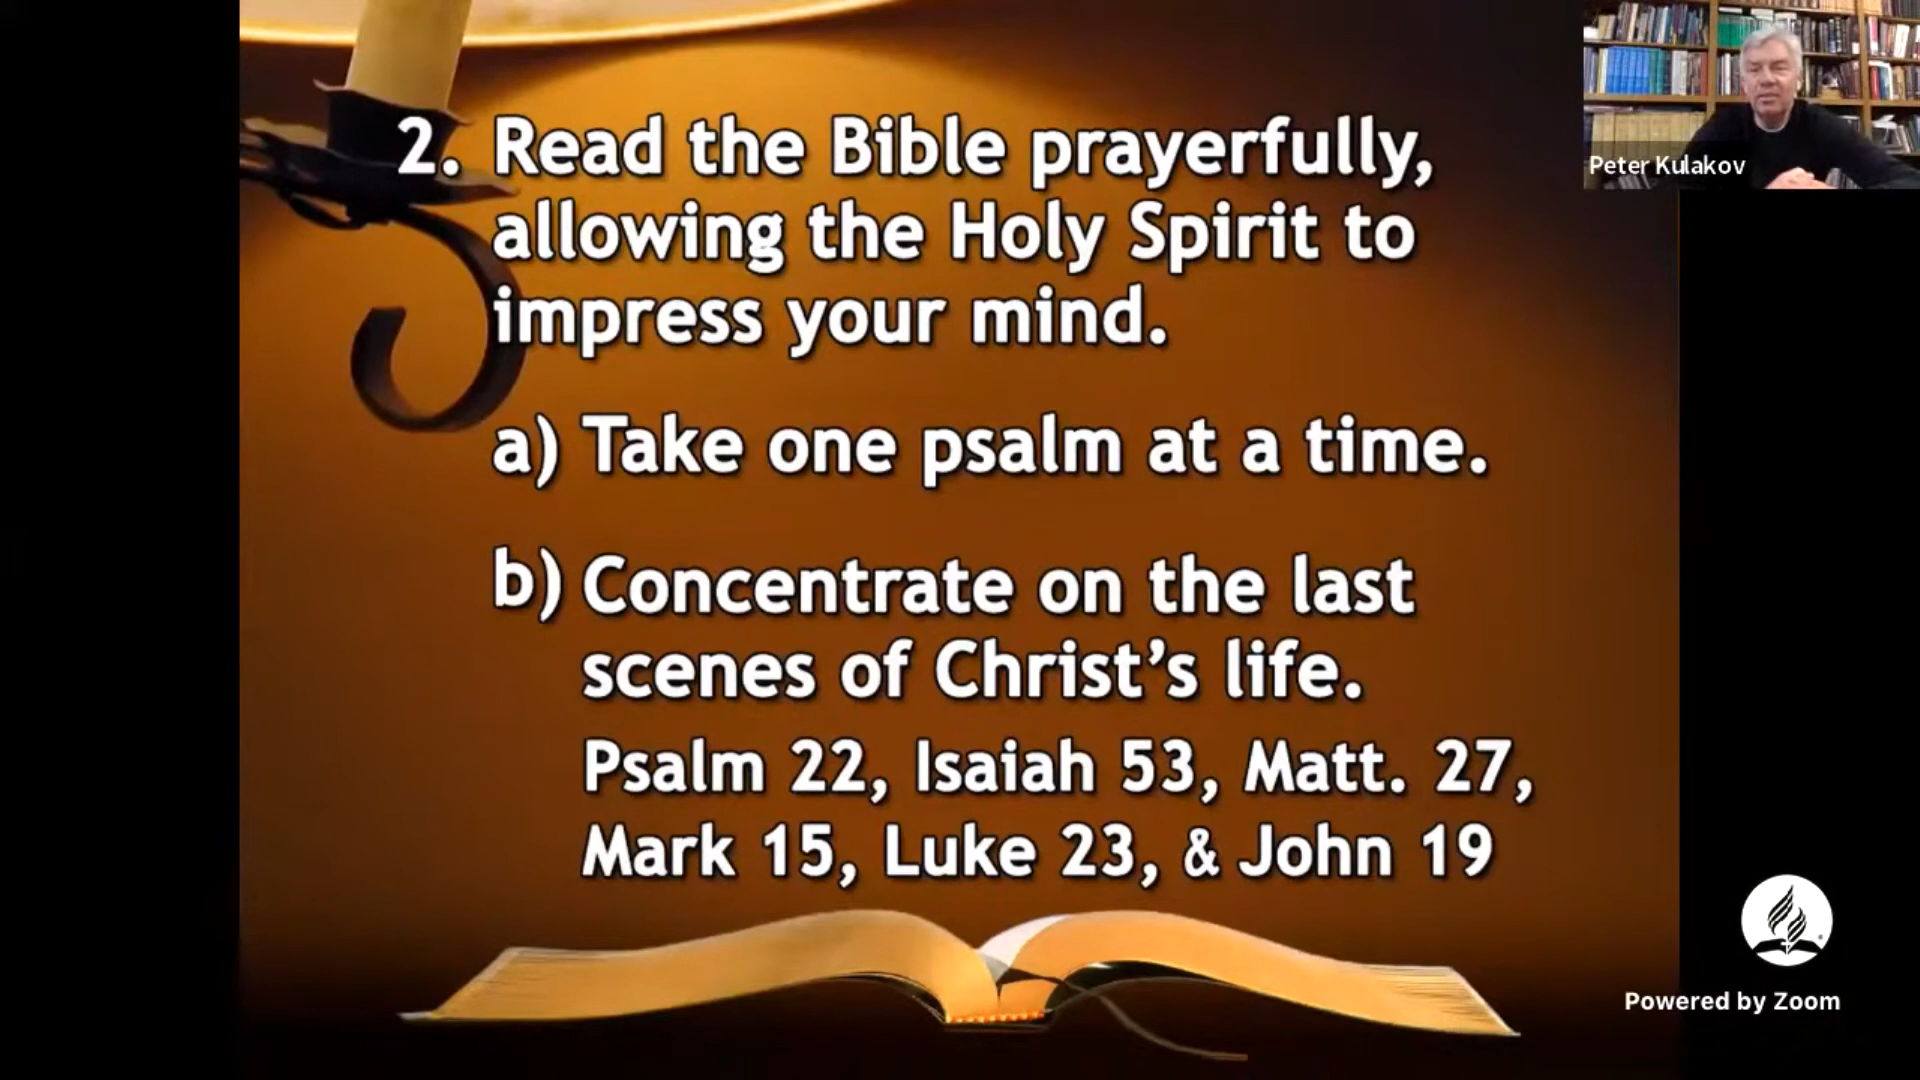 2. Read the Bible prayerfully,
allowing the Holy Spirit to
impress your mind.
a) Take one psalm at a time.
b) Concentrate on the last
scenes of Christ's life.
Psalm 22, Isaiah 53, Matt. 27,
Mark 15, Luke 23, & John 19
Peter Kulakov
Powered by Zoom